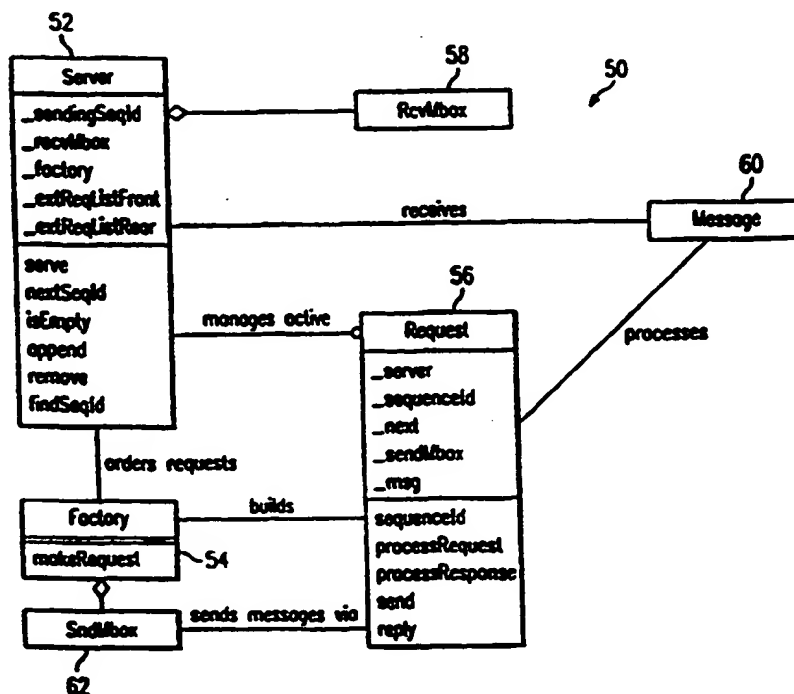 52
Server
_sendingSeqId
_recvMbox
_factory
_extReqListFront
_extReqListRear
serve
nextSeqId
isEmpty
append
remove
findSeqId
58
RcvMbox
50
receives
60
Message
manages active
56
Request
_server
_sequenceId
_next
_sendMbox
_msg
sequenceId
processRequest
processResponse
send
reply
processes
orders requests
Factory
makeRequest
54
builds
SndMbox
62
sends messages via